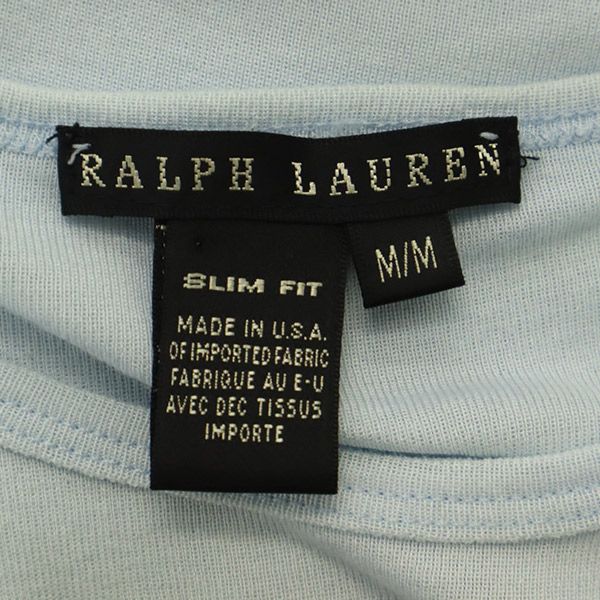 RALPH LAUREN
M/M
SLIM FIT
MADE IN U.S.A.
OF IMPORTED FABRIC
FABRIQUE AU E-U
AVEC DEC TISSUS
IMPORTE